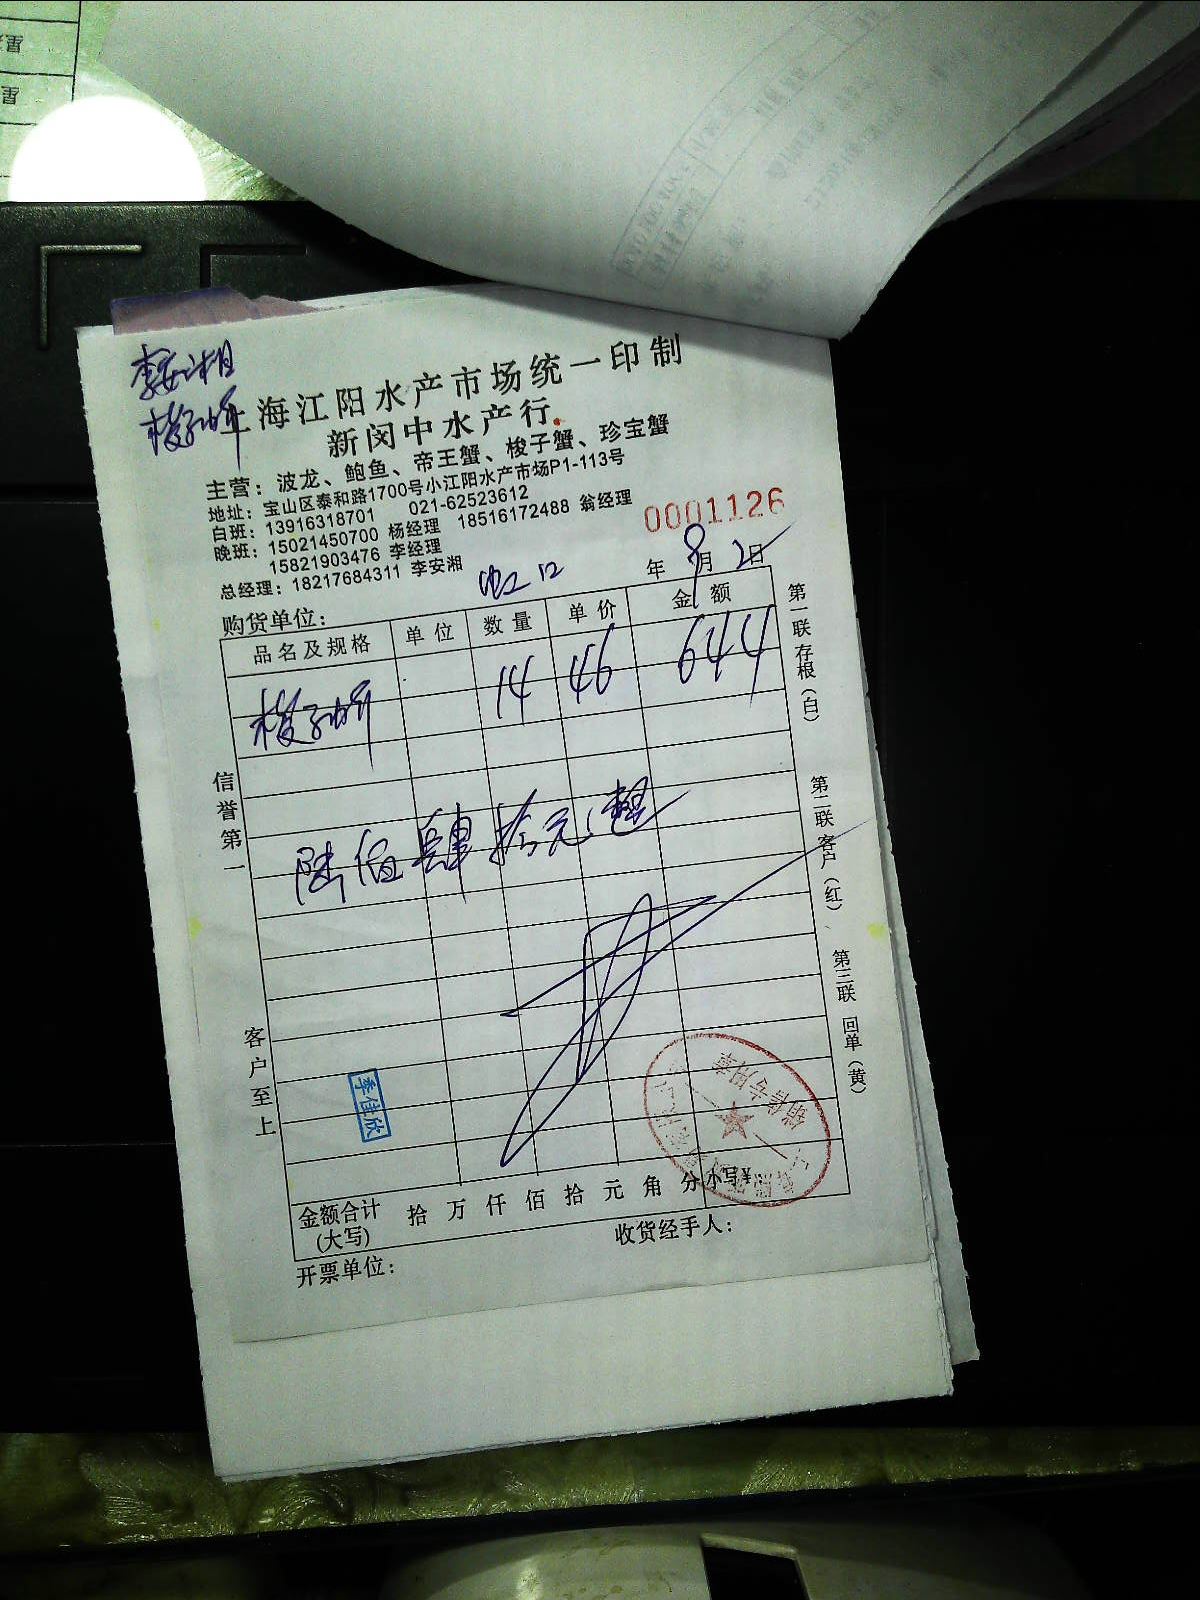 李安湘
梭子蟹
上海江阳水产市场统一印制
新闵中水产行
主营：波龙、鲍鱼、帝王蟹、梭子蟹、珍宝蟹
地址：宝山区泰和路1700号小江阳水产市场P1-113号
白班：13916318701 021-62523612
晚班：15021450700 杨经理 18516172488 翁经理
15821903476 李经理
总经理：18217684311 李安湘
0001126
购货单位：虹口 年 9月 2日
品名及规格 单位 数量 单价 金额
梭子蟹 14 46 644
陆佰肆拾元整
金额合计(大写) 拾 万 仟 佰 拾 元 角 分 小写¥:
开票单位： 收货经手人：
信誉第一
客户至上
第一联 存根（白）
第二联 客户（红）
第三联 回单（黄）
季佳欣